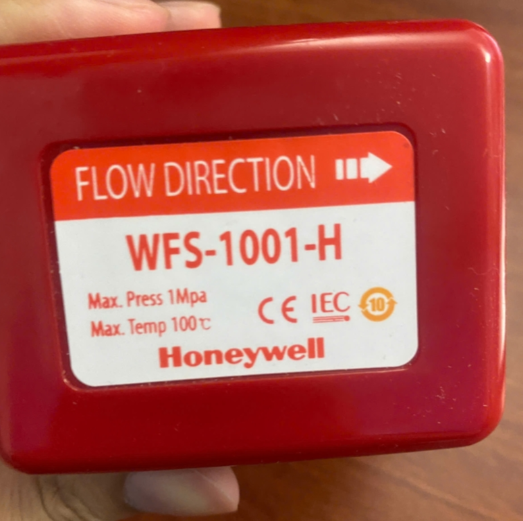 FLOW DIRECTION
WFS-1001-H
Max. Press 1Mpa
Max. Temp 100℃
CE IEC 10
Honeywell